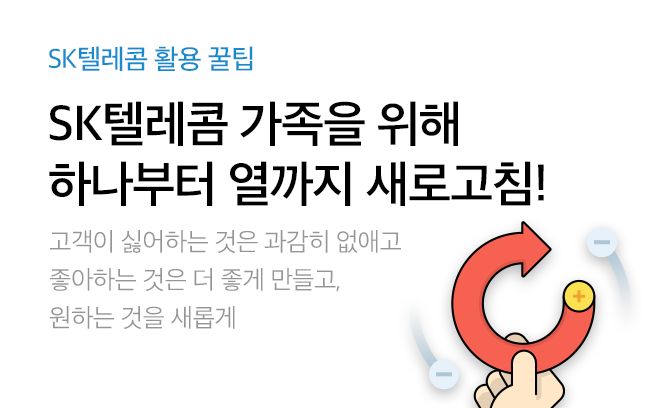 SK텔레콤 활용 꿀팁
SK텔레콤 가족을 위해
하나부터 열까지 새로고침!
고객이 싫어하는 것은 과감히 없애고
좋아하는 것은 더 좋게 만들고,
원하는 것을 새롭게